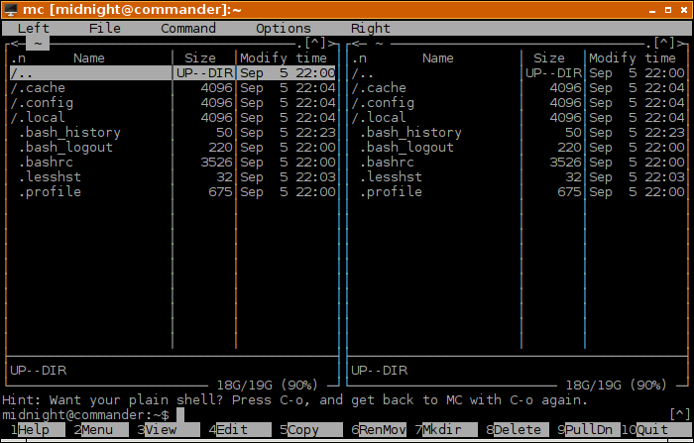 mc [midnight@commander]:~
Left File Command Options Right
<─ ~ .[^]> <─ ~ .[^]>
.n Name Size Modify time .n Name Size Modify time
/.. UP--DIR Sep 5 22:00 /.. UP--DIR Sep 5 22:00
/.cache 4096 Sep 5 22:04 /.cache 4096 Sep 5 22:04
/.config 4096 Sep 5 22:04 /.config 4096 Sep 5 22:04
/.local 4096 Sep 5 22:04 /.local 4096 Sep 5 22:04
.bash_history 50 Sep 5 22:23 .bash_history 50 Sep 5 22:23
.bash_logout 220 Sep 5 22:00 .bash_logout 220 Sep 5 22:00
.bashrc 3526 Sep 5 22:00 .bashrc 3526 Sep 5 22:00
.lesshst 32 Sep 5 22:03 .lesshst 32 Sep 5 22:03
.profile 675 Sep 5 22:00 .profile 675 Sep 5 22:00
UP--DIR UP--DIR
18G/19G (90%) 18G/19G (90%)
Hint: Want your plain shell? Press C-o, and get back to MC with C-o again.
midnight@commander:~$ [^]
1Help 2Menu 3View 4Edit 5Copy 6RenMov 7Mkdir 8Delete 9PullDn 10Quit